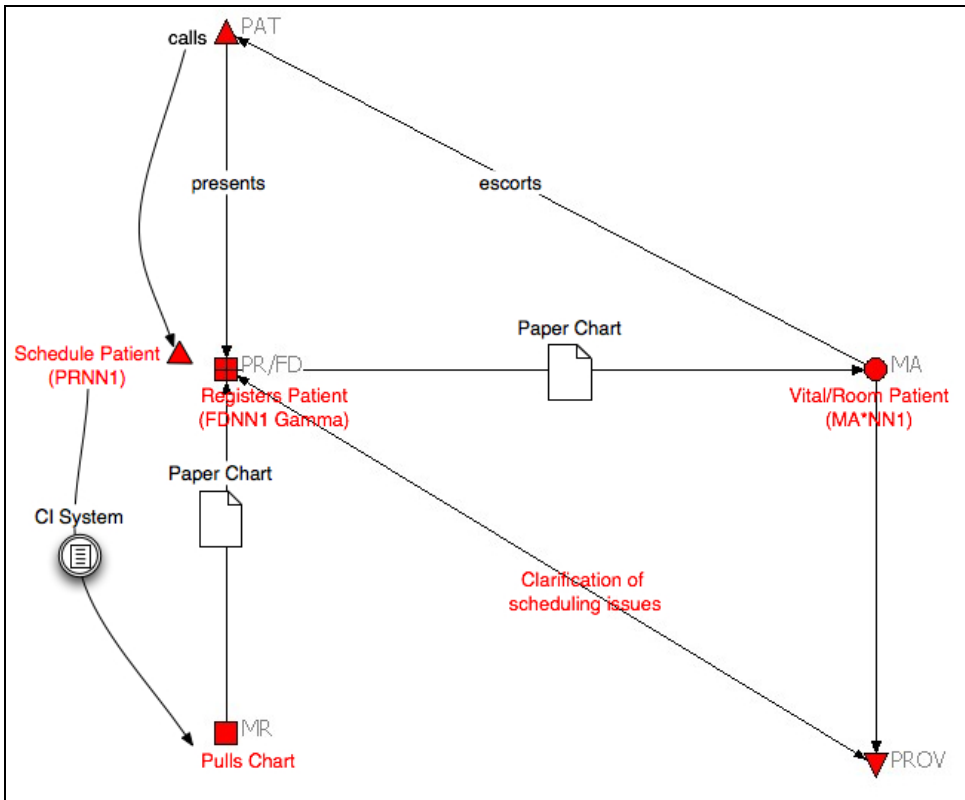 PAT
calls
presents
escorts
Paper Chart
Schedule Patient
(PRNN1)
PR/FD
MA
Registers Patient
(FDNN1 Gamma)
Vital/Room Patient
(MA*NN1)
Paper Chart
CI System
Clarification of
scheduling issues
MR
Pulls Chart
PROV